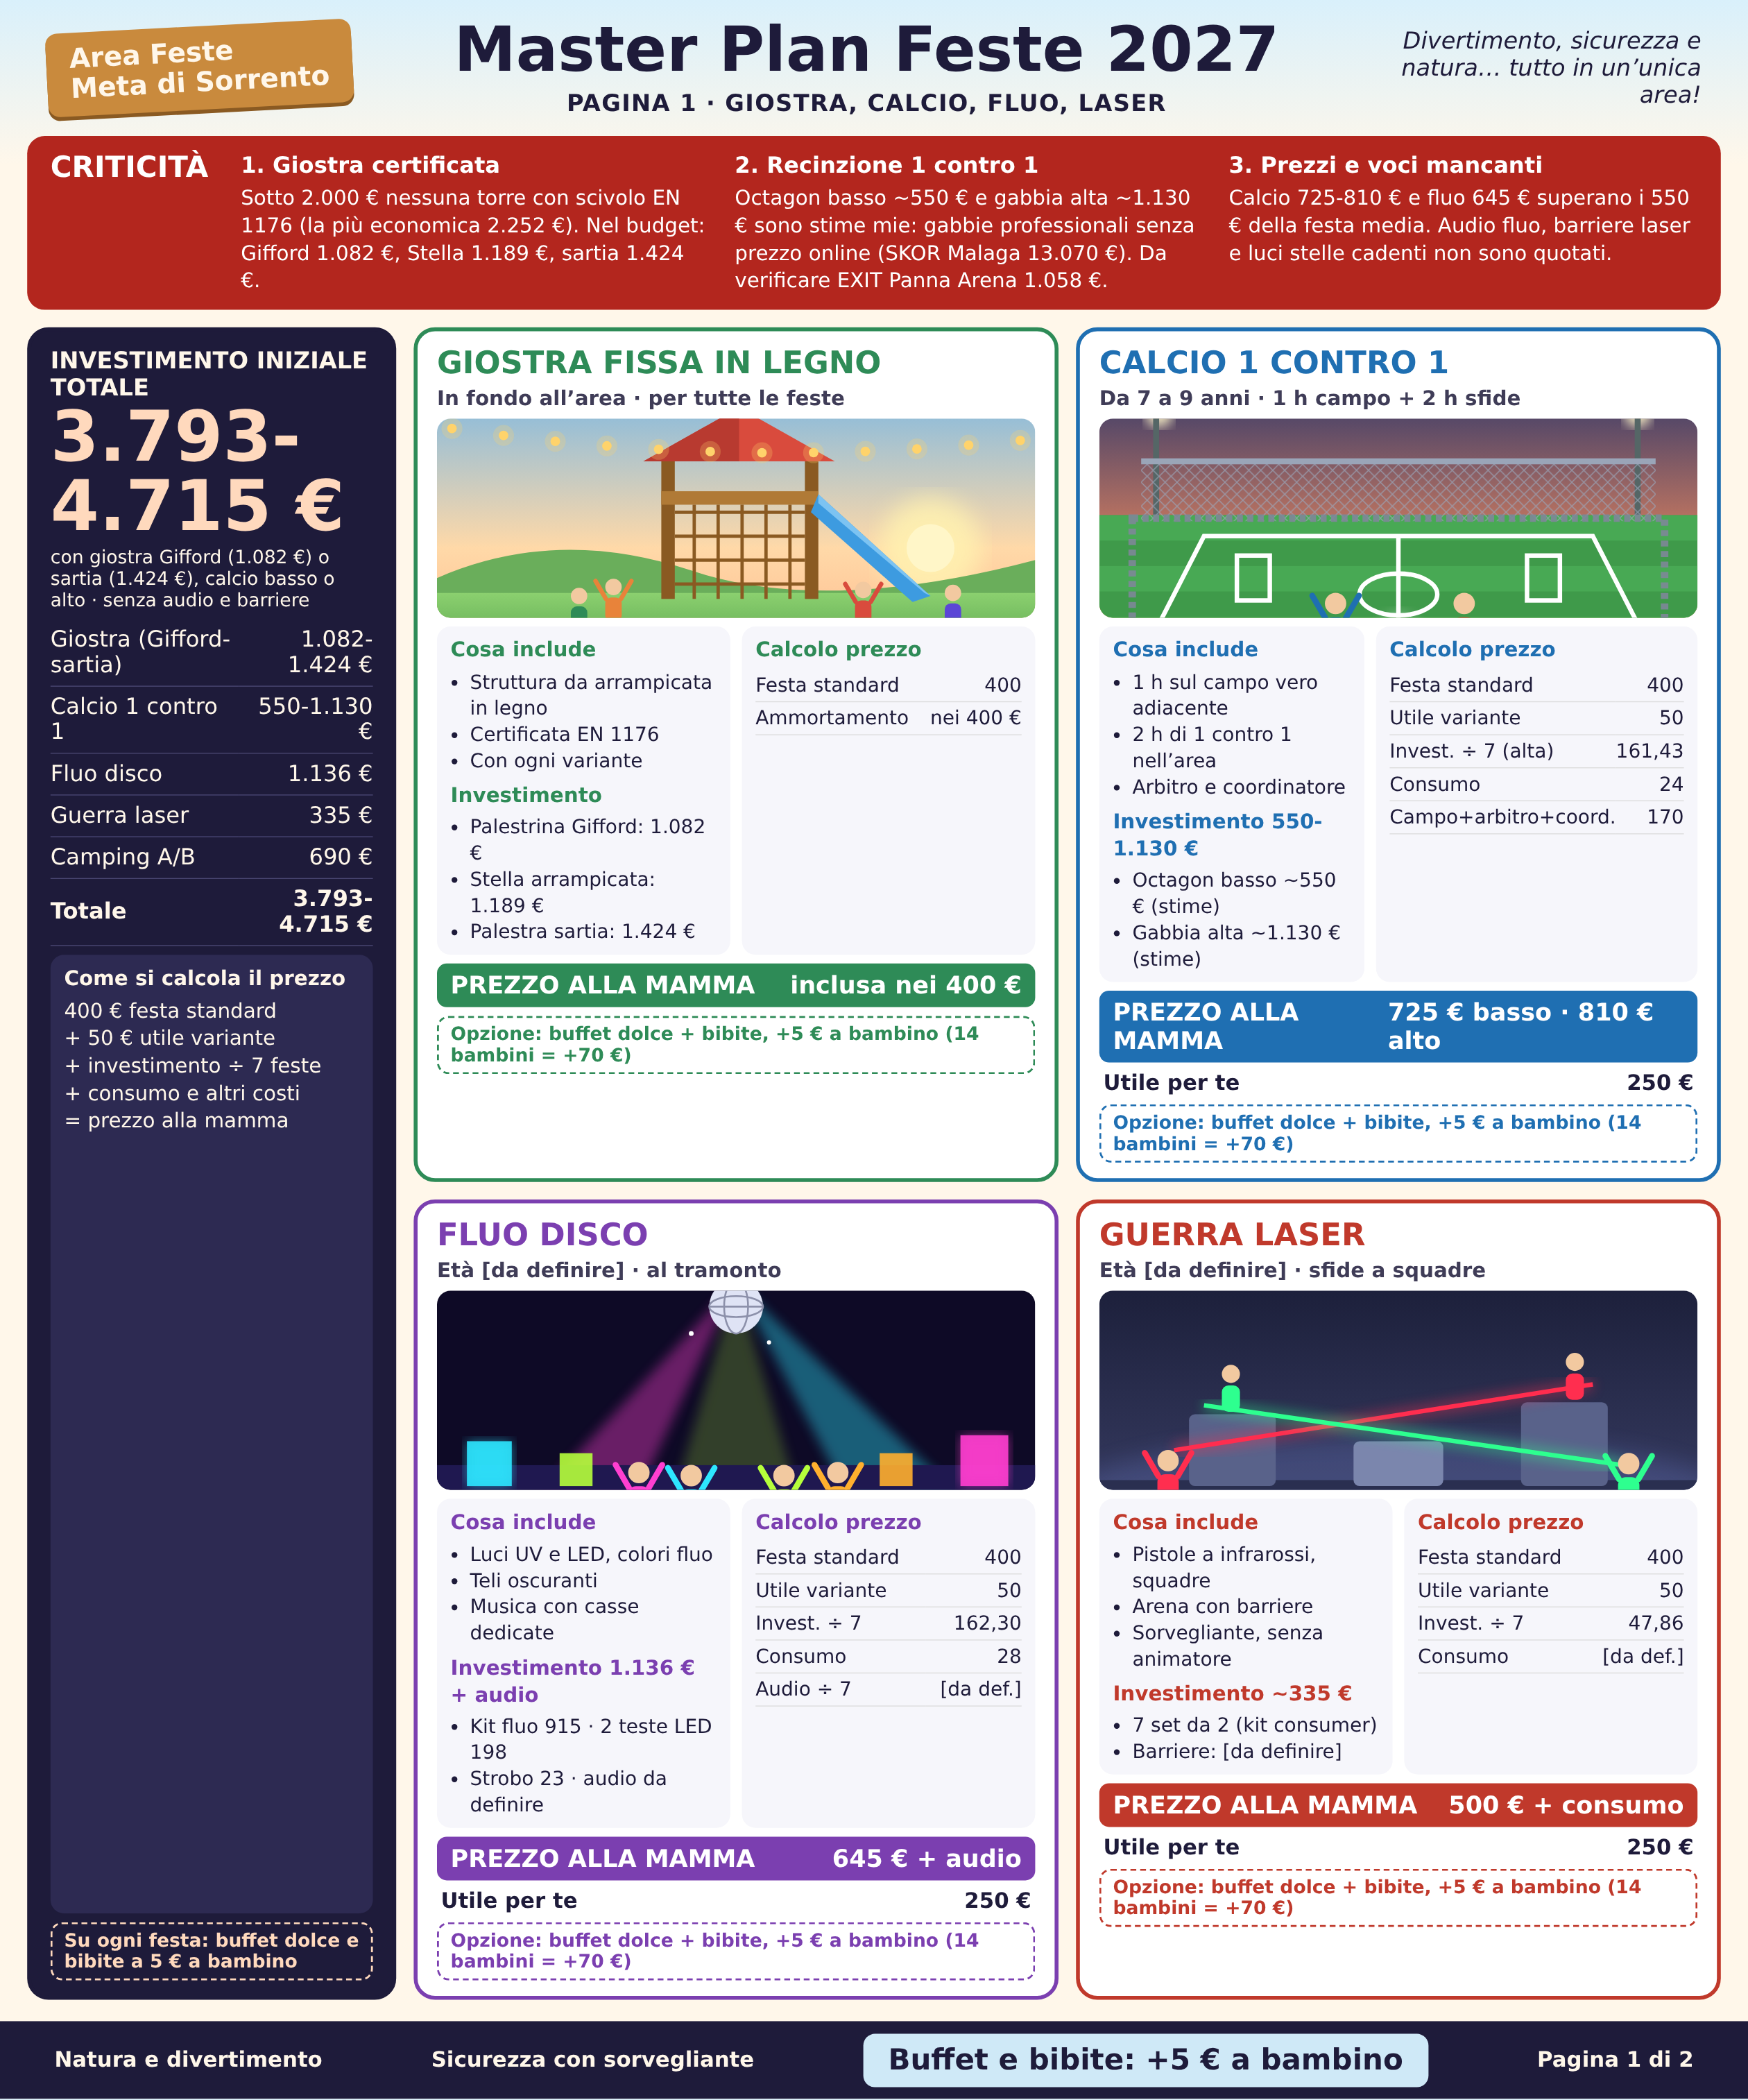 Area Feste
Meta di Sorrento
Master Plan Feste 2027
PAGINA 1 · GIOSTRA, CALCIO, FLUO, LASER
Divertimento, sicurezza e
natura… tutto in un’unica
area!
CRITICITÀ
1. Giostra certificata
Sotto 2.000 € nessuna torre con scivolo EN
1176 (la più economica 2.252 €). Nel budget:
Gifford 1.082 €, Stella 1.189 €, sartia 1.424
€.
2. Recinzione 1 contro 1
Octagon basso ~550 € e gabbia alta ~1.130
€ sono stime mie: gabbie professionali senza
prezzo online (SKOR Malaga 13.070 €). Da
verificare EXIT Panna Arena 1.058 €.
3. Prezzi e voci mancanti
Calcio 725-810 € e fluo 645 € superano i 550
€ della festa media. Audio fluo, barriere laser
e luci stelle cadenti non sono quotati.
INVESTIMENTO INIZIALE
TOTALE
3.793-
4.715 €
con giostra Gifford (1.082 €) o
sartia (1.424 €), calcio basso o
alto · senza audio e barriere
Giostra (Gifford- 1.082-
sartia) 1.424 €
Calcio 1 contro 550-1.130
1 €
Fluo disco 1.136 €
Guerra laser 335 €
Camping A/B 690 €
Totale 3.793-
4.715 €
Come si calcola il prezzo
400 € festa standard
+ 50 € utile variante
+ investimento ÷ 7 feste
+ consumo e altri costi
= prezzo alla mamma
Su ogni festa: buffet dolce e
bibite a 5 € a bambino
GIOSTRA FISSA IN LEGNO
In fondo all’area · per tutte le feste
Cosa include
• Struttura da arrampicata
in legno
• Certificata EN 1176
• Con ogni variante
Investimento
• Palestrina Gifford: 1.082
€
• Stella arrampicata:
1.189 €
• Palestra sartia: 1.424 €
Calcolo prezzo
Festa standard 400
Ammortamento nei 400 €
PREZZO ALLA MAMMA inclusa nei 400 €
Opzione: buffet dolce + bibite, +5 € a bambino (14
bambini = +70 €)
CALCIO 1 CONTRO 1
Da 7 a 9 anni · 1 h campo + 2 h sfide
Cosa include
• 1 h sul campo vero
adiacente
• 2 h di 1 contro 1
nell’area
• Arbitro e coordinatore
Investimento 550-
1.130 €
• Octagon basso ~550
€ (stime)
• Gabbia alta ~1.130 €
(stime)
Calcolo prezzo
Festa standard 400
Utile variante 50
Invest. ÷ 7 (alta) 161,43
Consumo 24
Campo+arbitro+coord. 170
PREZZO ALLA 725 € basso · 810 €
MAMMA alto
Utile per te 250 €
Opzione: buffet dolce + bibite, +5 € a bambino (14
bambini = +70 €)
FLUO DISCO
Età [da definire] · al tramonto
Cosa include
• Luci UV e LED, colori fluo
• Teli oscuranti
• Musica con casse
dedicate
Investimento 1.136 €
+ audio
• Kit fluo 915 · 2 teste LED
198
• Strobo 23 · audio da
definire
Calcolo prezzo
Festa standard 400
Utile variante 50
Invest. ÷ 7 162,30
Consumo 28
Audio ÷ 7 [da def.]
PREZZO ALLA MAMMA 645 € + audio
Utile per te 250 €
Opzione: buffet dolce + bibite, +5 € a bambino (14
bambini = +70 €)
GUERRA LASER
Età [da definire] · sfide a squadre
Cosa include
• Pistole a infrarossi,
squadre
• Arena con barriere
• Sorvegliante, senza
animatore
Investimento ~335 €
• 7 set da 2 (kit consumer)
• Barriere: [da definire]
Calcolo prezzo
Festa standard 400
Utile variante 50
Invest. ÷ 7 47,86
Consumo [da def.]
PREZZO ALLA MAMMA 500 € + consumo
Utile per te 250 €
Opzione: buffet dolce + bibite, +5 € a bambino (14
bambini = +70 €)
Natura e divertimento
Sicurezza con sorvegliante
Buffet e bibite: +5 € a bambino
Pagina 1 di 2